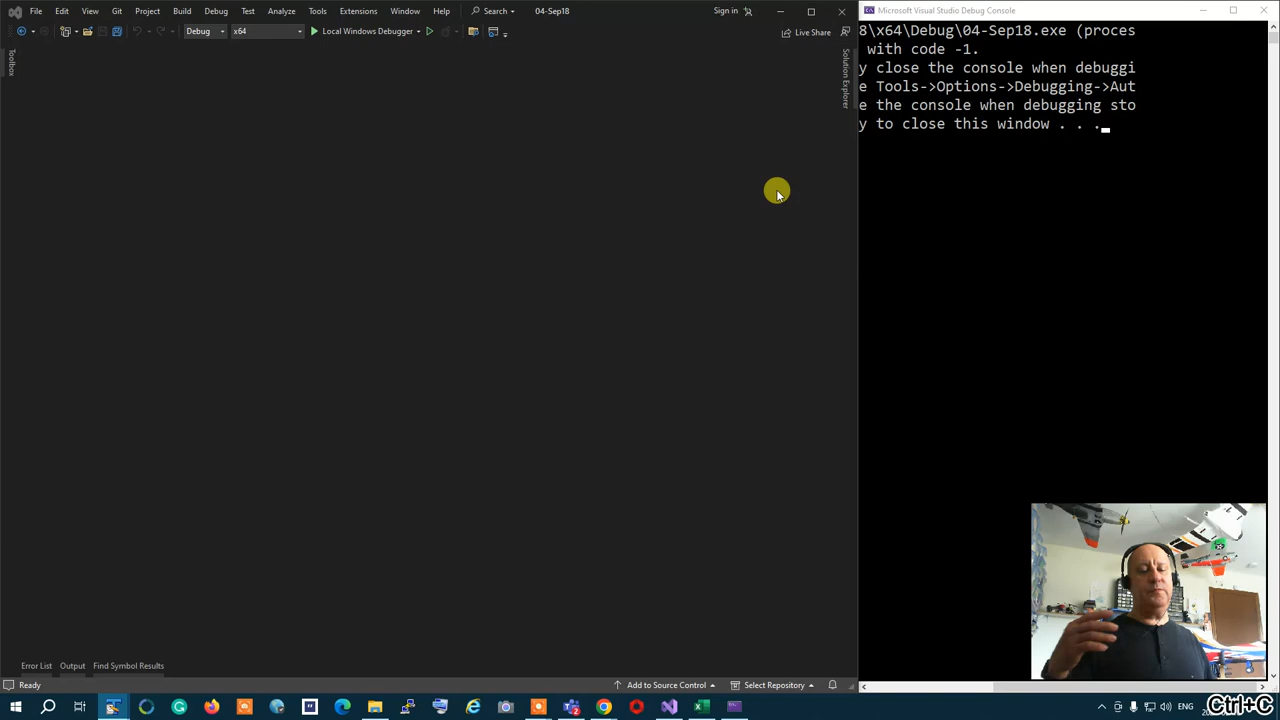 File Edit View Git Project Build Debug Test Analyze Tools Extensions Window Help Search 04-Sep18 Sign in
Debug x64 Local Windows Debugger Live Share
Toolbox
Solution Explorer
Error List Output Find Symbol Results
Ready Add to Source Control Select Repository
Microsoft Visual Studio Debug Console
8\x64\Debug\04-Sep18.exe (proces
with code -1.
y close the console when debuggi
e Tools->Options->Debugging->Aut
e the console when debugging sto
y to close this window . . .
ENG
Ctrl+C